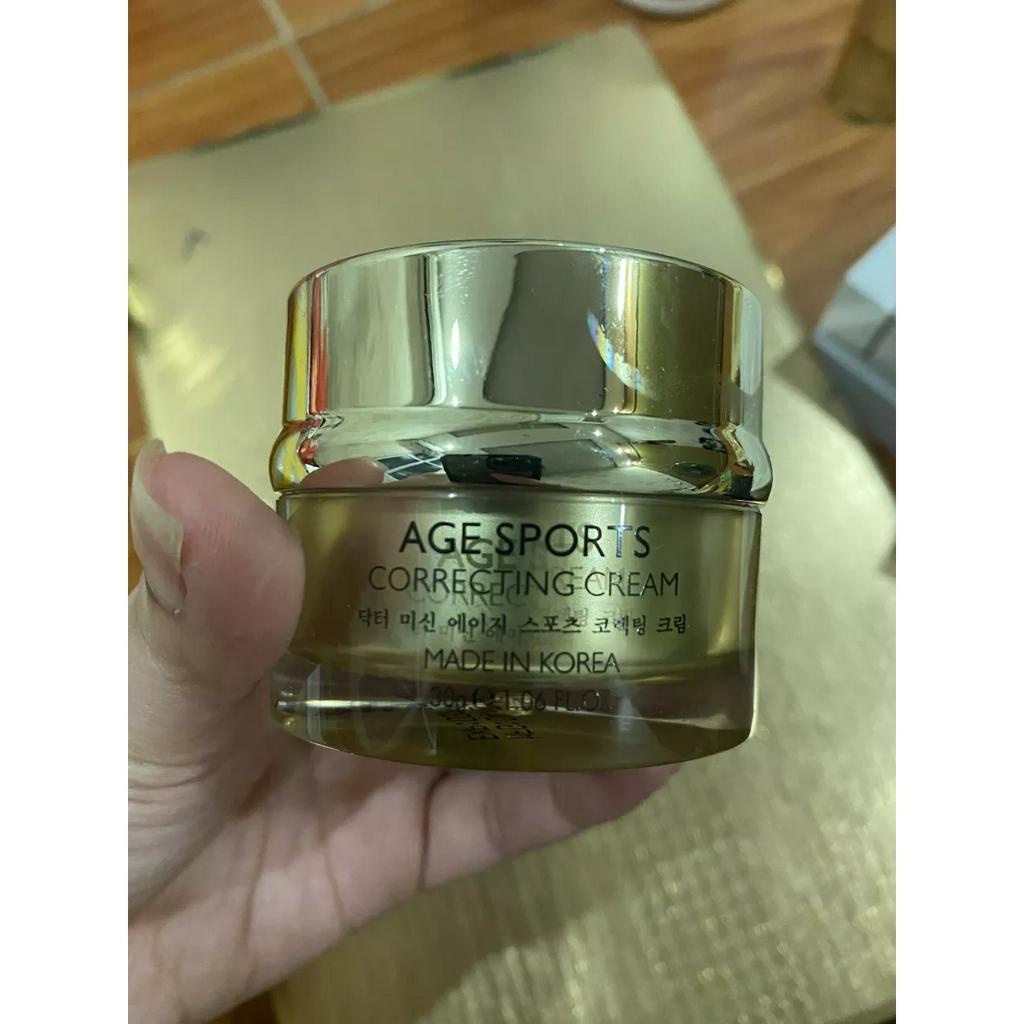 AGE SPORTS
CORRECTING CREAM
닥터 미신 에이지 스포츠 코렉팅 크림
MADE IN KOREA
30g e 1.06 FL.OZ